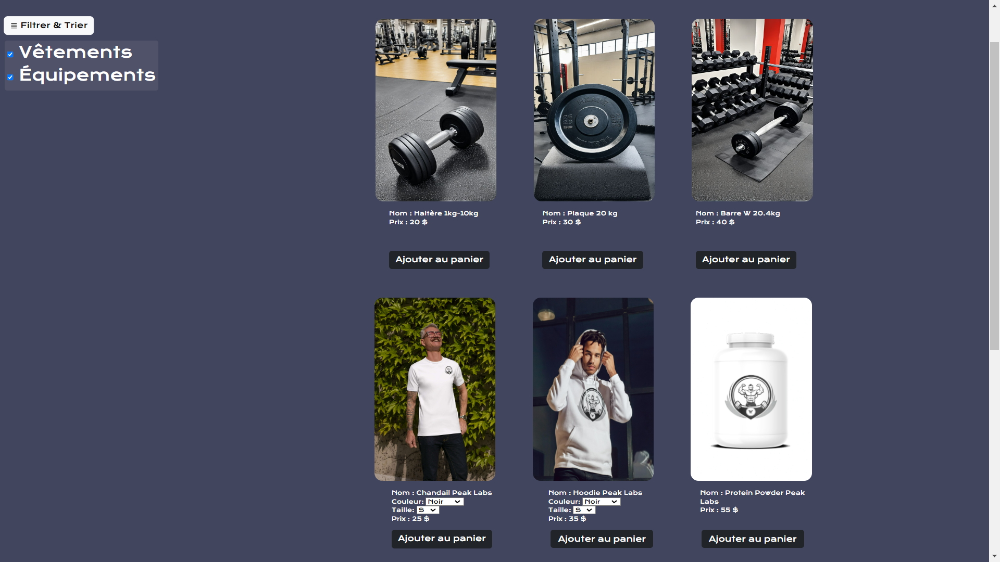 Filtrer & Trier
Vêtements
Équipements
Nom : Haltère 1kg-10kg
Prix : 20 $
Nom : Plaque 20 kg
Prix : 30 $
Nom : Barre W 20.4kg
Prix : 40 $
Ajouter au panier
Ajouter au panier
Ajouter au panier
Nom : Chandail Peak Labs
Couleur: Noir
Taille: S
Prix : 25 $
Nom : Hoodie Peak Labs
Couleur: Noir
Taille: S
Prix : 35 $
Nom : Protein Powder Peak
Labs
Prix : 55 $
Ajouter au panier
Ajouter au panier
Ajouter au panier